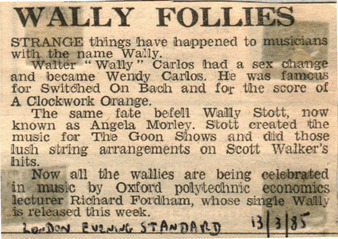 WALLY FOLLIES
STRANGE things have happened to musicians
with the name Wally.
Walter "Wally" Carlos had a sex change
and became Wendy Carlos. He was famous
for Switched On Bach and for the score of
A Clockwork Orange.
The same fate befell Wally Stott, now
known as Angela Morley. Stott created the
music for The Goon Shows and did those
lush string arrangements on Scott Walker's
hits.
Now all the wallies are being celebrated
in music by Oxford polytechnic economics
lecturer Richard Fordham, whose single Wally
is released this week.
LONDON EVENING STANDARD 13/3/85